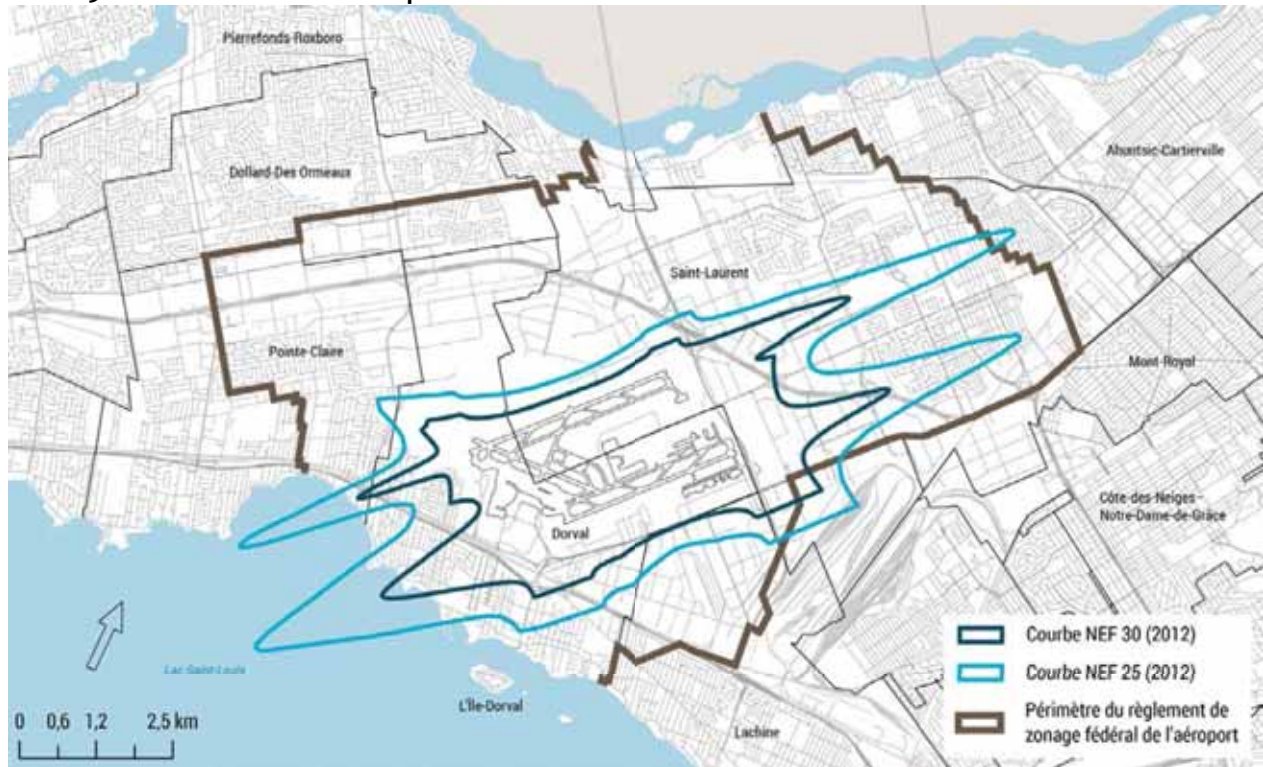 Pierrefonds-Roxboro
Ahuntsic-Cartierville
Dollard-Des Ormeaux
Saint-Laurent
Pointe-Claire
Mont-Royal
Côte-des-Neiges -
Notre-Dame-de-Grâce
Dorval
Lac Saint-Louis
L'Île-Dorval
Lachine
0 0,6 1,2 2,5 km
Courbe NEF 30 (2012)
Courbe NEF 25 (2012)
Périmètre du règlement de
zonage fédéral de l'aéroport